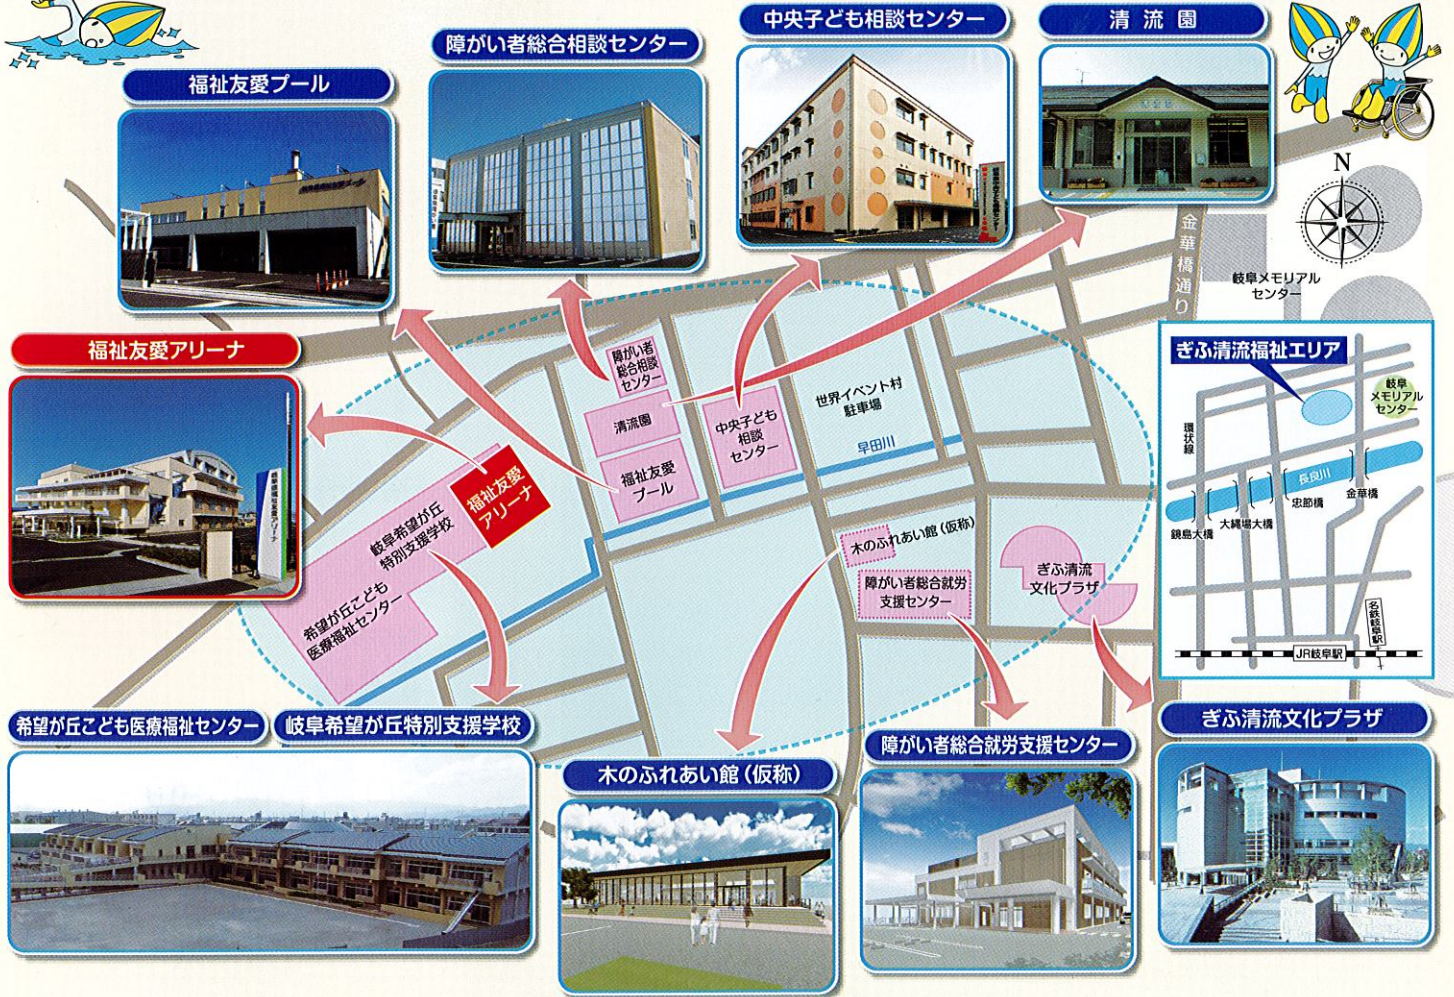 福祉友愛プール
障がい者総合相談センター
中央子ども相談センター
清流園
福祉友愛アリーナ
N
金華橋通り
岐阜メモリアル
センター
障がい者
総合相談
センター
清流園
福祉友愛
プール
中央子ども
相談
センター
世界イベント村
駐車場
早田川
福祉友愛
アリーナ
岐阜希望が丘
特別支援学校
希望が丘こども
医療福祉センター
木のふれあい館(仮称)
障がい者総合就労
支援センター
ぎふ清流
文化プラザ
ぎふ清流福祉エリア
岐阜
メモリアル
センター
環状線
長良川
金華橋
忠節橋
大縄場大橋
鏡島大橋
名鉄岐阜駅
JR岐阜駅
希望が丘こども医療福祉センター
岐阜希望が丘特別支援学校
木のふれあい館(仮称)
障がい者総合就労支援センター
ぎふ清流文化プラザ